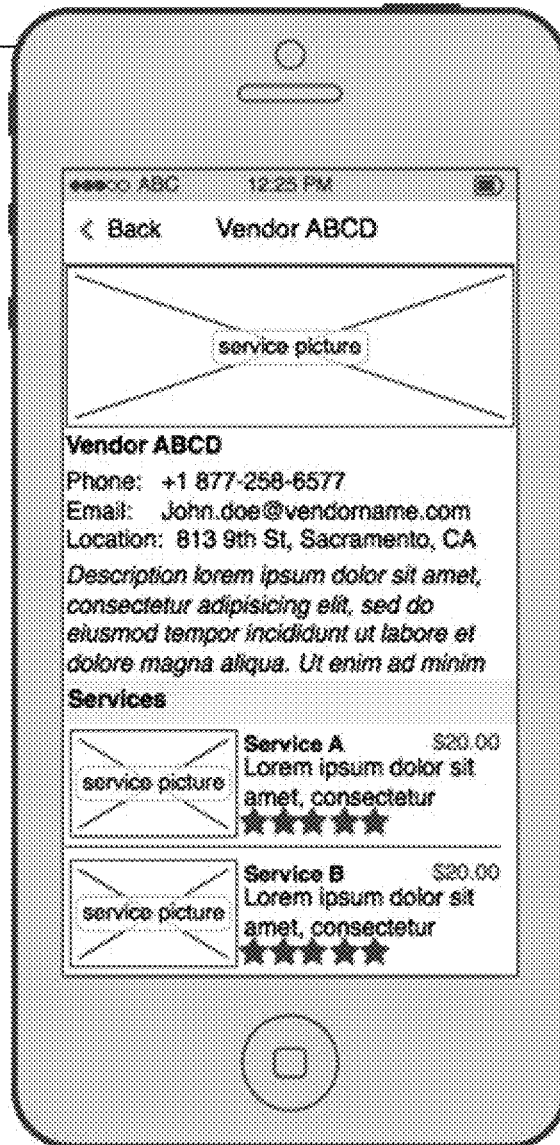 ABC 12:25 PM
< Back Vendor ABCD
service picture
Vendor ABCD
Phone: +1 877-258-6577
Email: John.doe@vendorname.com
Location: 813 9th St, Sacramento, CA
Description lorem ipsum dolor sit amet,
consectetur adipisicing elit, sed do
eiusmod tempor incididunt ut labore et
dolore magna aliqua. Ut enim ad minim
Services
service picture
Service A $20.00
Lorem ipsum dolor sit
amet, consectetur
service picture
Service B $20.00
Lorem ipsum dolor sit
amet, consectetur